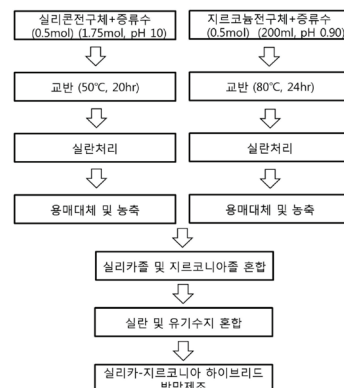 실리콘전구체+증류수
(0.5mol) (1.75mol, pH 10)
지르코늄전구체+증류수
(0.5mol) (200ml, pH 0.90)
교반 (50℃, 20hr)
교반 (80℃, 24hr)
실란처리
실란처리
용매대체 및 농축
용매대체 및 농축
실리카졸 및 지르코니아졸 혼합
실란 및 유기수지 혼합
실리카-지르코니아 하이브리드
박막제조